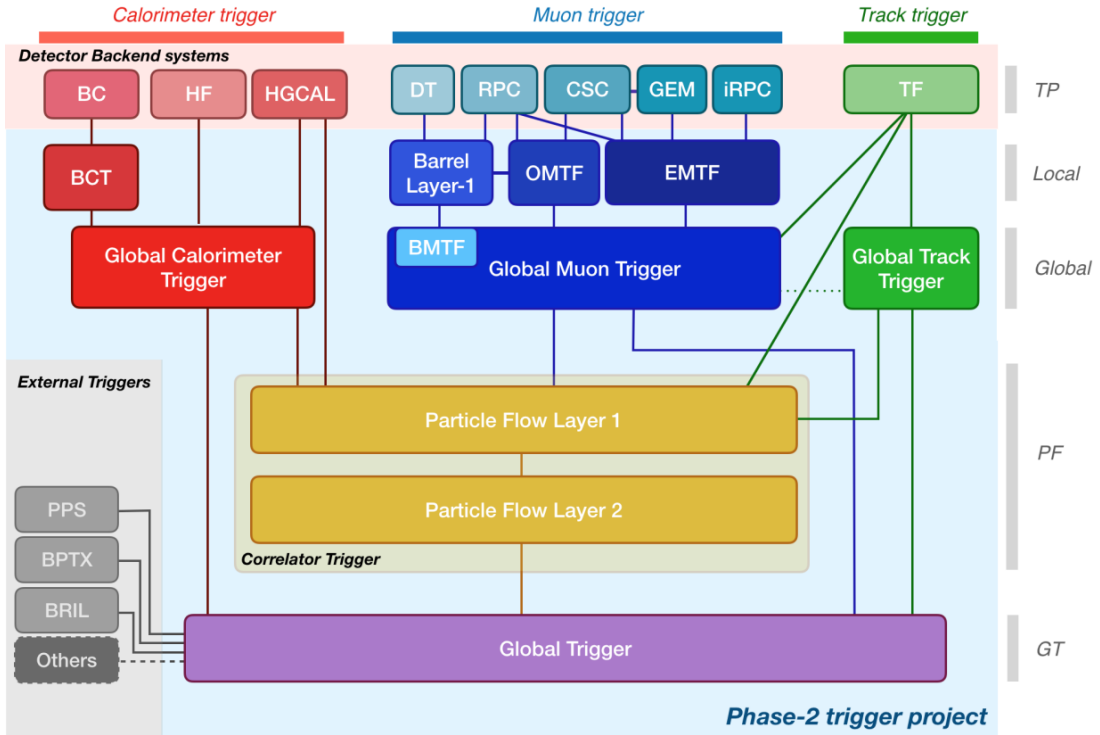 Calorimeter trigger
Muon trigger
Track trigger
Detector Backend systems
BC
HF
HGCAL
DT
RPC
CSC
GEM
iRPC
TF
TP
BCT
Barrel
Layer-1
OMTF
EMTF
Local
Global Calorimeter
Trigger
BMTF
Global Muon Trigger
Global Track
Trigger
Global
External Triggers
Particle Flow Layer 1
PF
Particle Flow Layer 2
Correlator Trigger
PPS
BPTX
BRIL
Others
Global Trigger
GT
Phase-2 trigger project